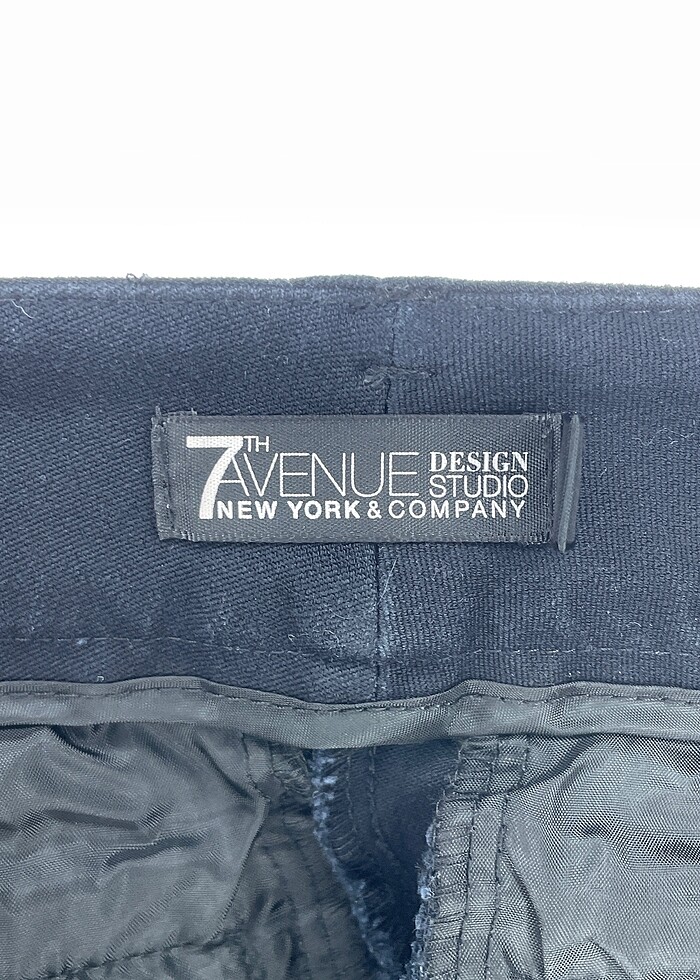 7TH AVENUE DESIGN STUDIO
NEW YORK & COMPANY